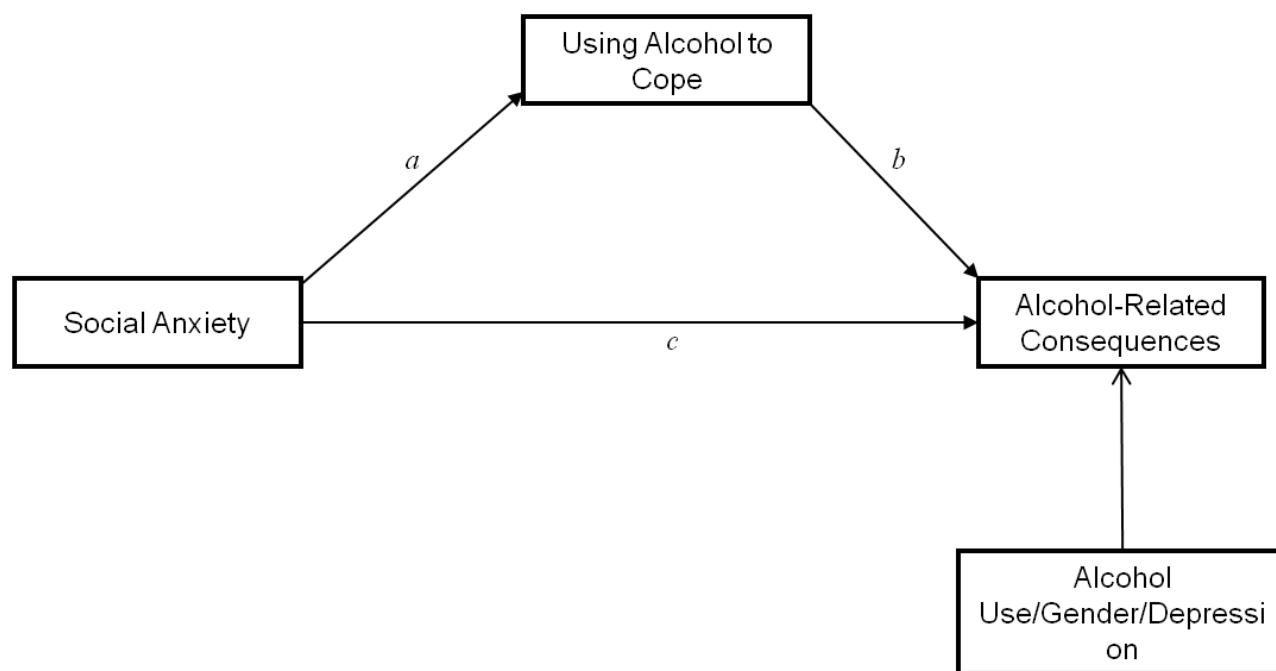 Using Alcohol to
Cope
a
b
Social Anxiety
Alcohol-Related
Consequences
c
Alcohol
Use/Gender/Depressi
on